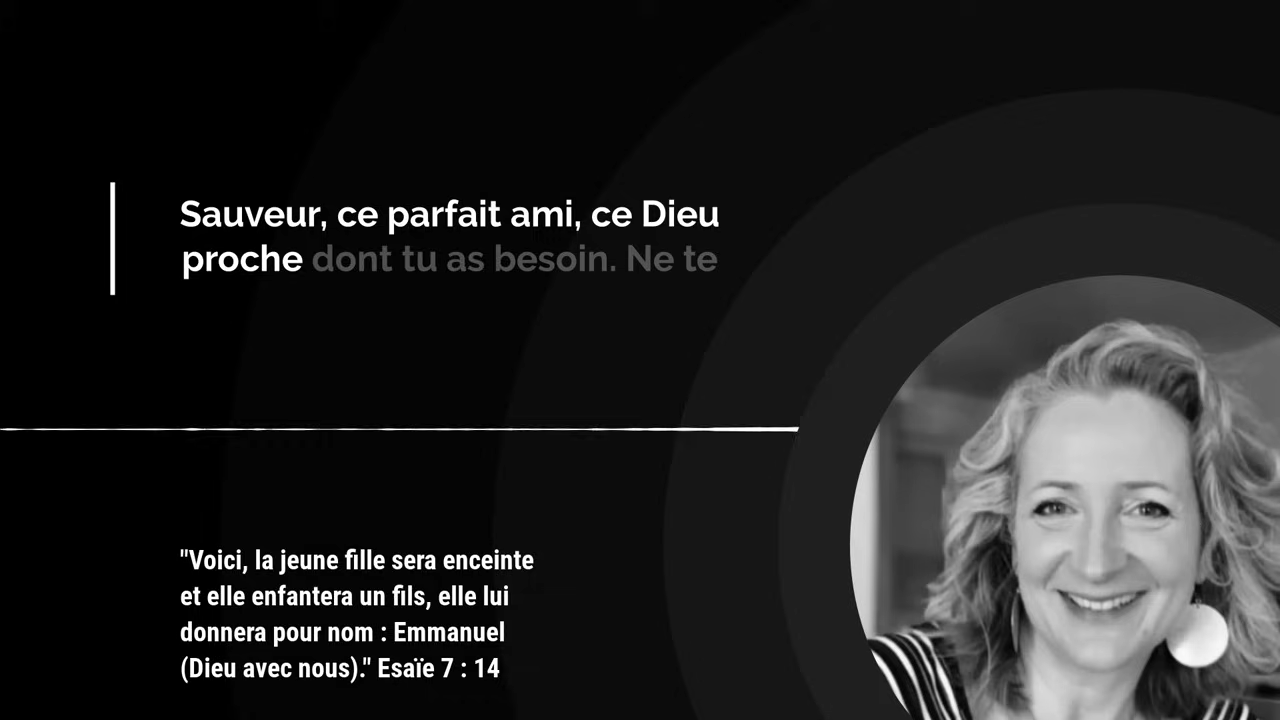 Sauveur, ce parfait ami, ce Dieu
proche dont tu as besoin. Ne te
"Voici, la jeune fille sera enceinte
et elle enfantera un fils, elle lui
donnera pour nom : Emmanuel
(Dieu avec nous)." Esaïe 7 : 14